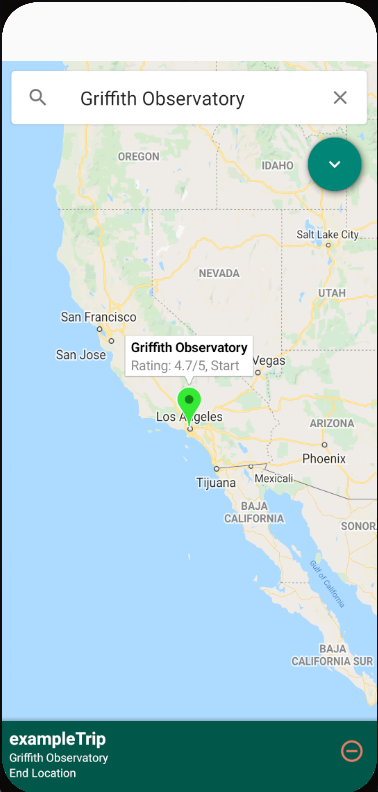 Griffith Observatory
OREGON
IDAHO
Salt Lake City
NEVADA
UTAH
San Francisco
San Jose
Griffith Observatory
Rating: 4.7/5, Start
Vegas
Los Angeles
ARIZONA
Phoenix
Tijuana
Mexicali
BAJA
CALIFORNIA
SONOR
Gulf of California
BAJA
CALIFORNIA SUR
exampleTrip
Griffith Observatory
End Location